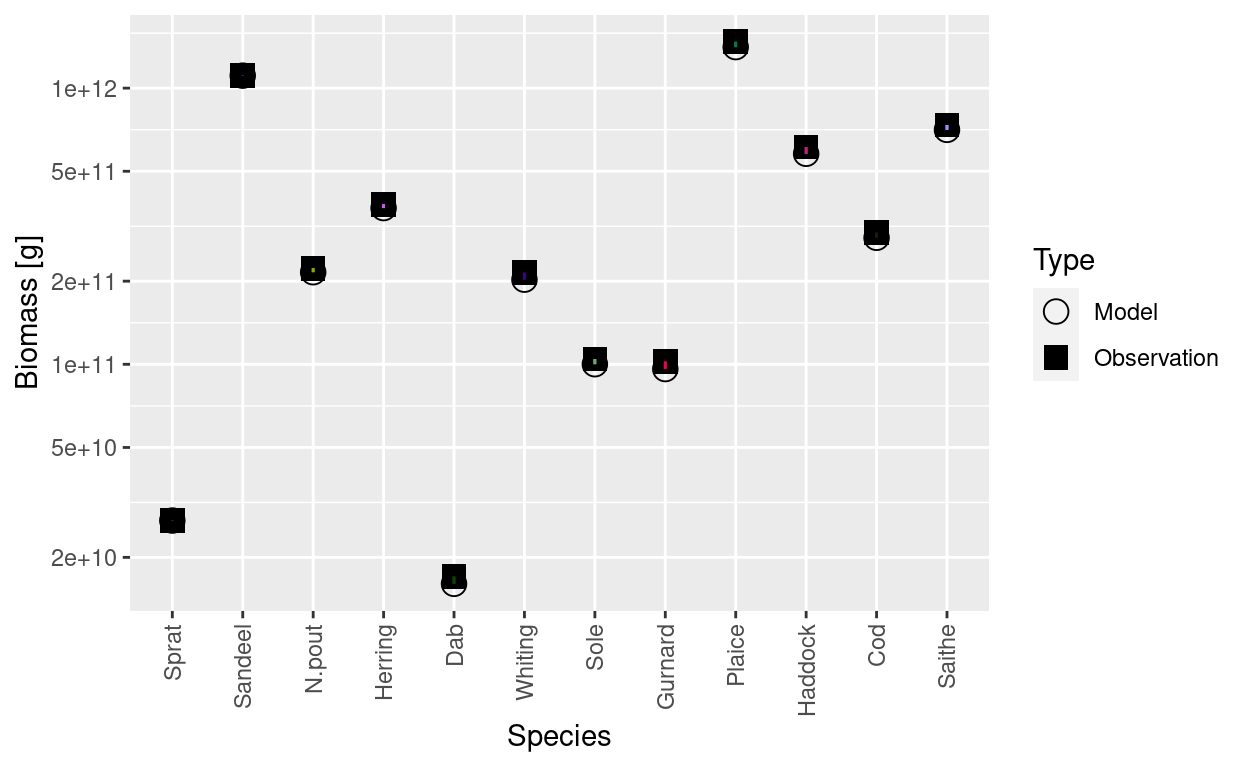 Biomass [g]
1e+12
5e+11
2e+11
1e+11
5e+10
2e+10
Sprat
Sandeel
N.pout
Herring
Dab
Whiting
Sole
Gurnard
Plaice
Haddock
Cod
Saithe
Species
Type
Model
Observation